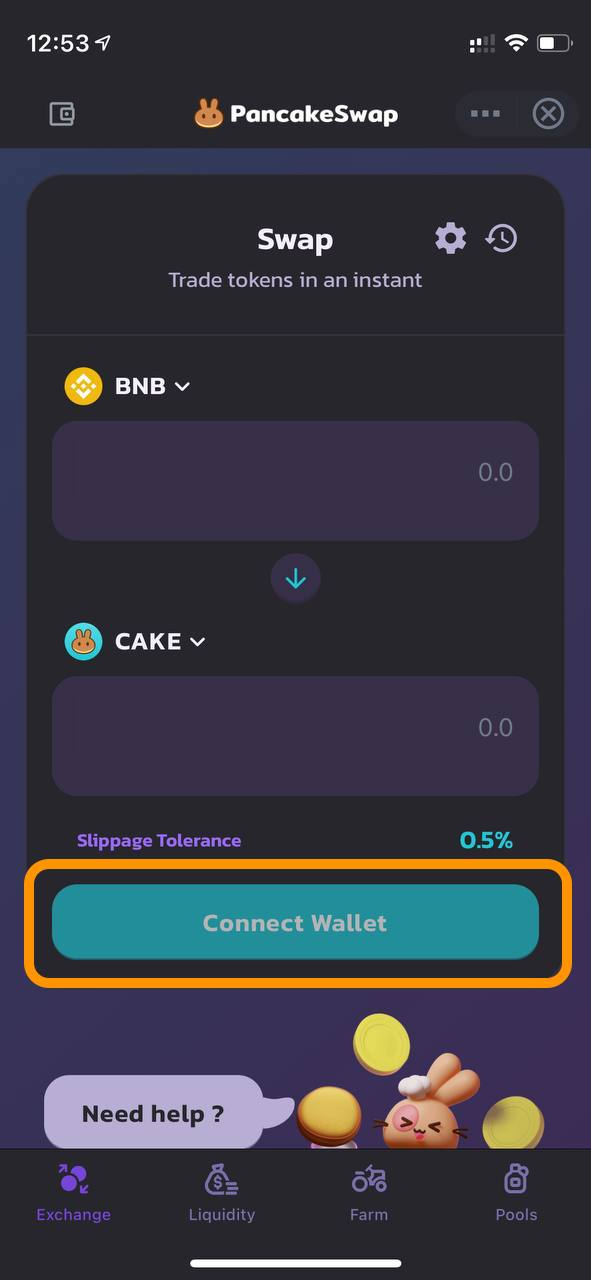 12:53
PancakeSwap
Swap
Trade tokens in an instant
BNB
0.0
CAKE
0.0
Slippage Tolerance 0.5%
Connect Wallet
Need help ?
Exchange Liquidity Farm Pools